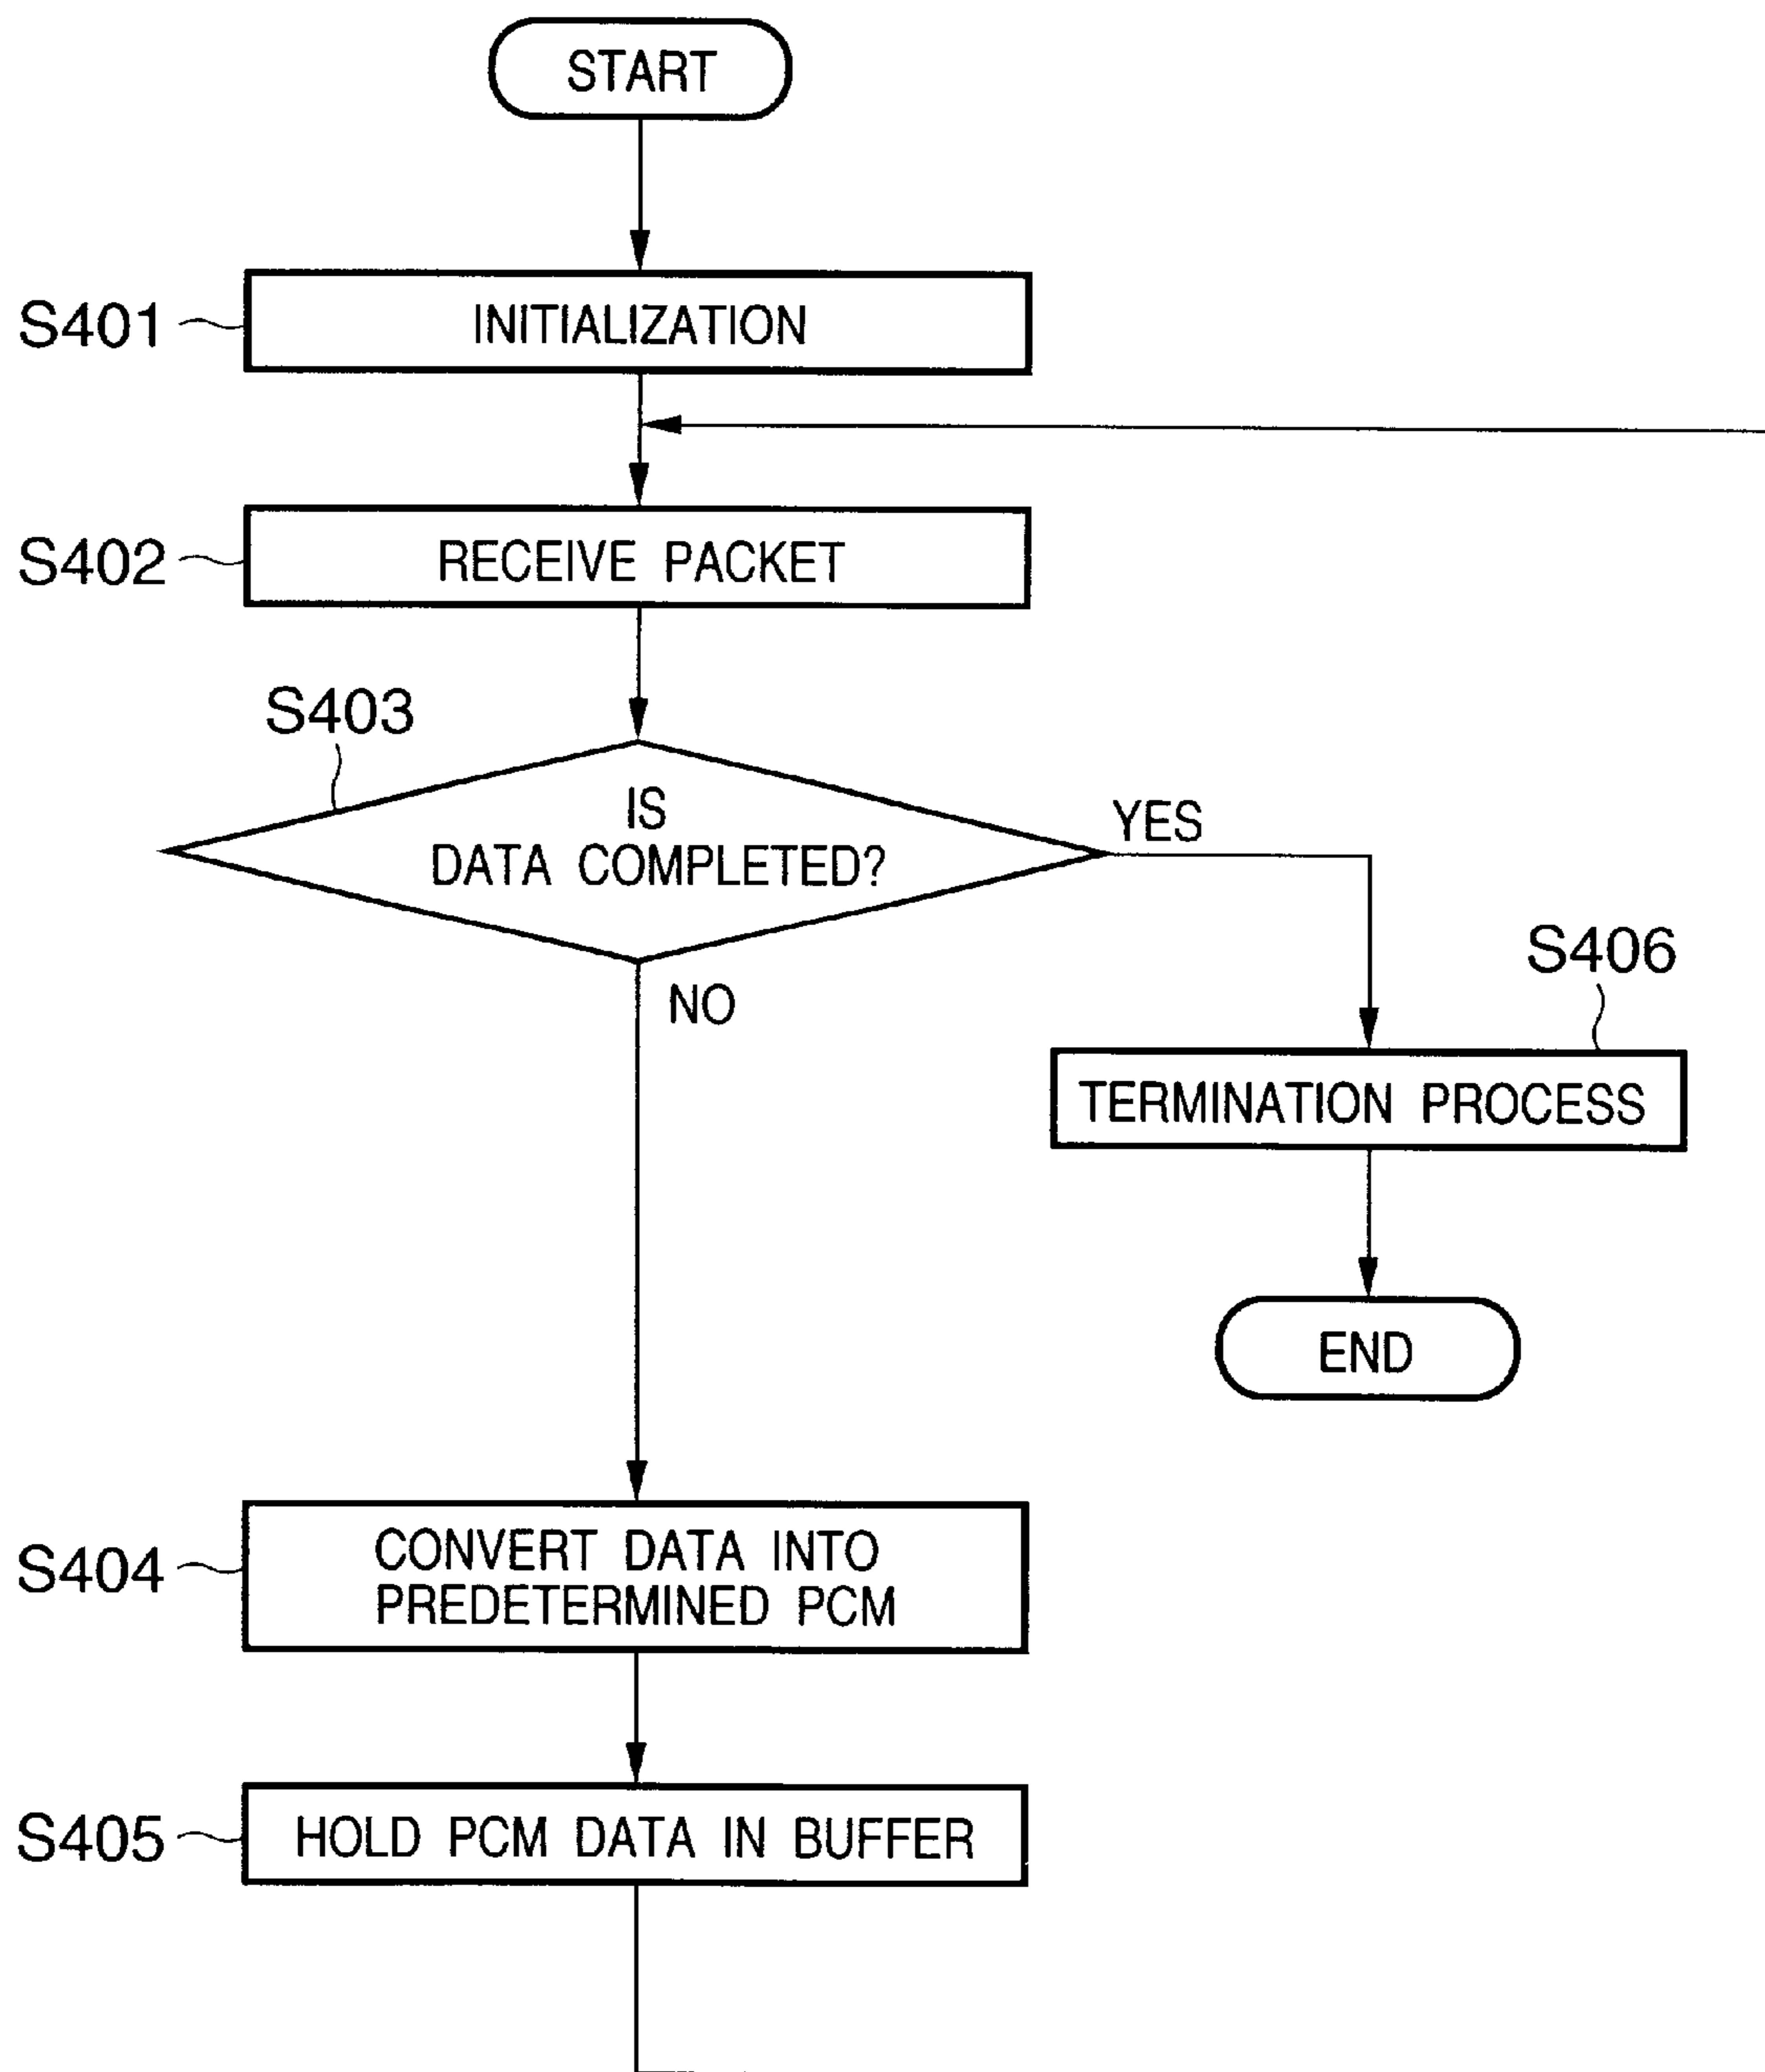 START
S401
INITIALIZATION
S402
RECEIVE PACKET
S403
IS
DATA COMPLETED?
YES
NO
S406
TERMINATION PROCESS
END
S404
CONVERT DATA INTO
PREDETERMINED PCM
S405
HOLD PCM DATA IN BUFFER